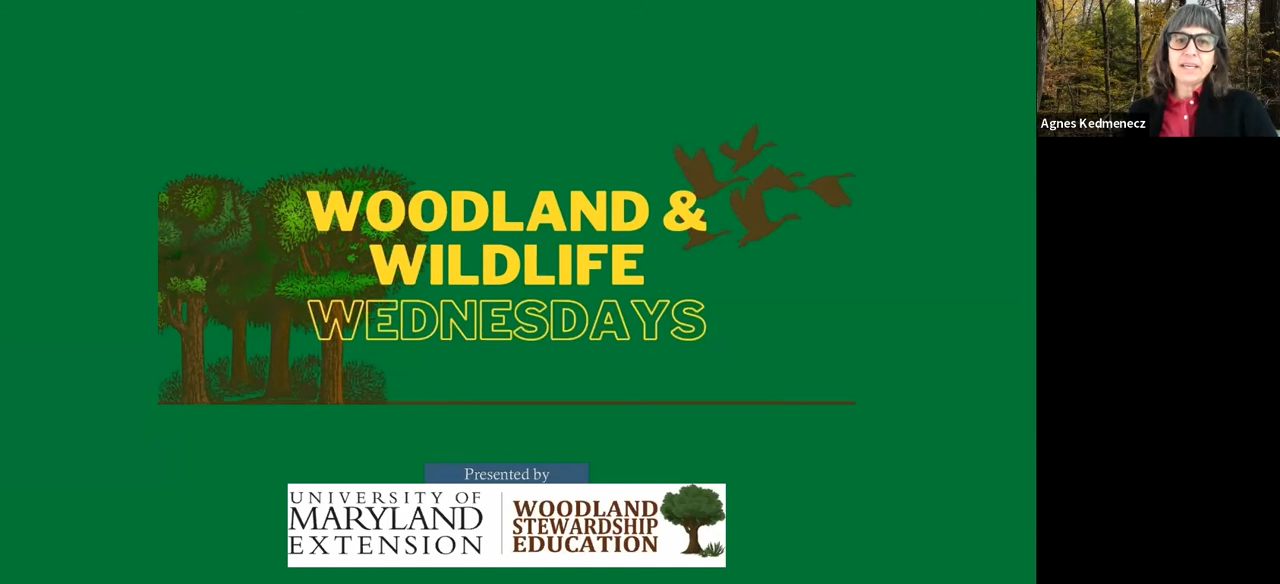 WOODLAND &
WILDLIFE
WEDNESDAYS
Presented by
UNIVERSITY OF
MARYLAND
EXTENSION
WOODLAND
STEWARDSHIP
EDUCATION
Agnes Kedmenecz